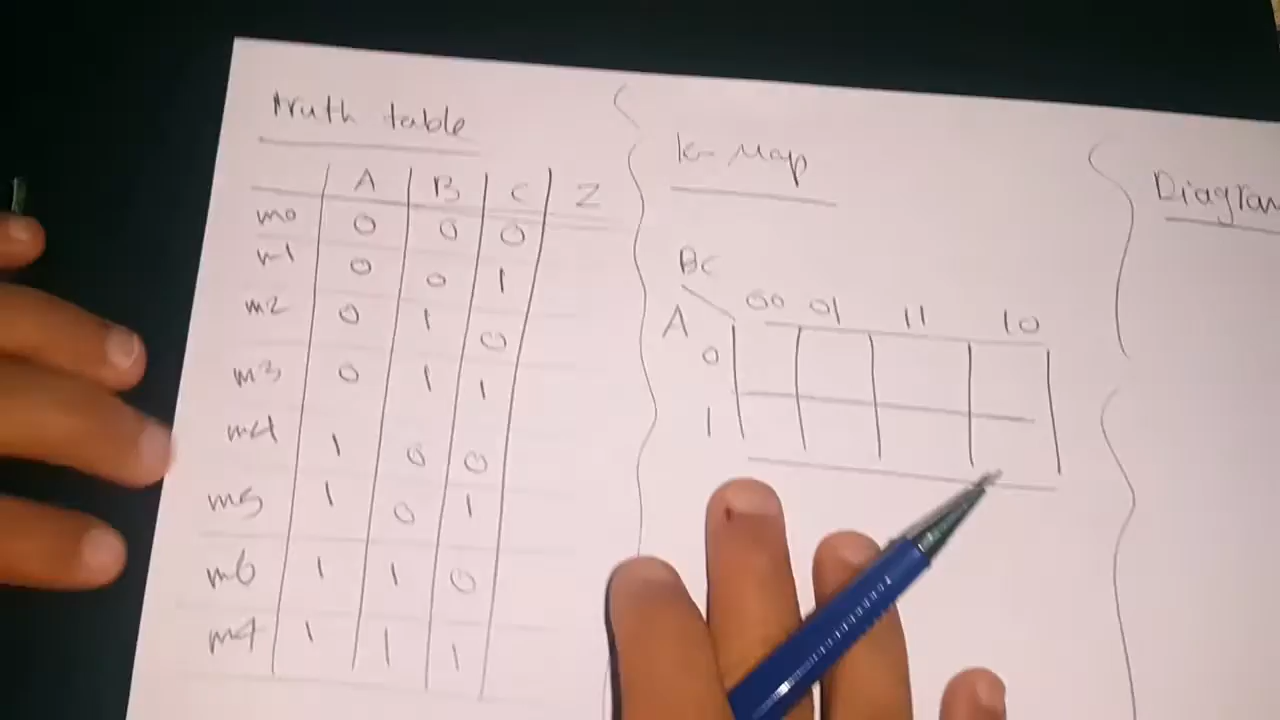 truth table
A B C Z
m0 0 0 0
m1 0 0 1
m2 0 1 0
m3 0 1 1
m4 1 0 0
m5 1 0 1
m6 1 1 0
m7 1 1 1
K-Map
BC
A 00 01 11 10
0
1
Diagram